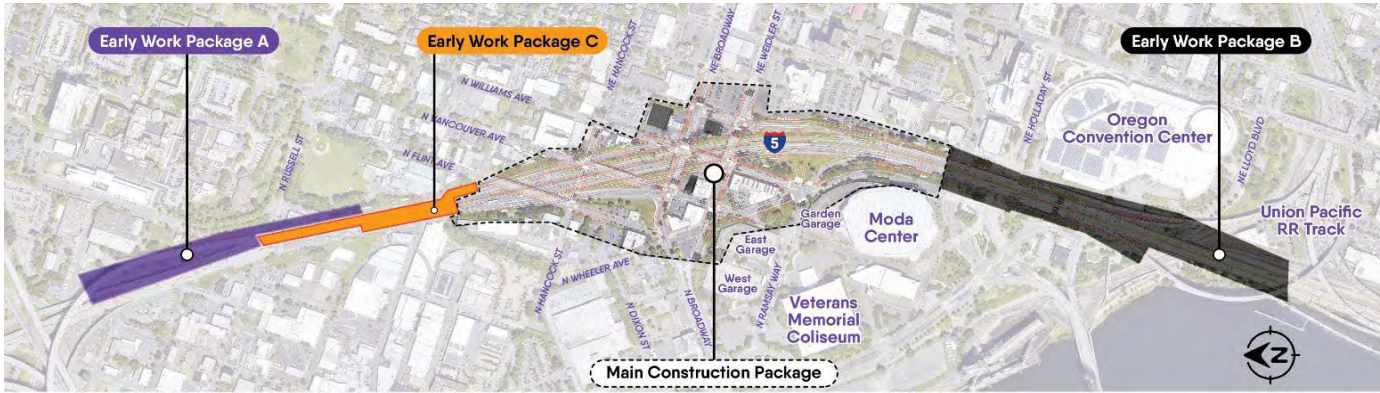 Early Work Package A
Early Work Package C
Early Work Package B
NE HANCOCK ST
NE BROADWAY
NE WEIDLER ST
N WILLIAMS AVE
N VANCOUVER AVE
N FLINT AVE
N RUSSELL ST
5
NE HOLLADAY ST
Oregon
Convention Center
NE LLOYD BLVD
Union Pacific
RR Track
Garden
Garage
Moda
Center
East
Garage
West
Garage
N HANCOCK ST
N WHEELER AVE
N DIXON ST
N BROADWAY
N RAMSAY WAY
Veterans
Memorial
Coliseum
Main Construction Package
Z